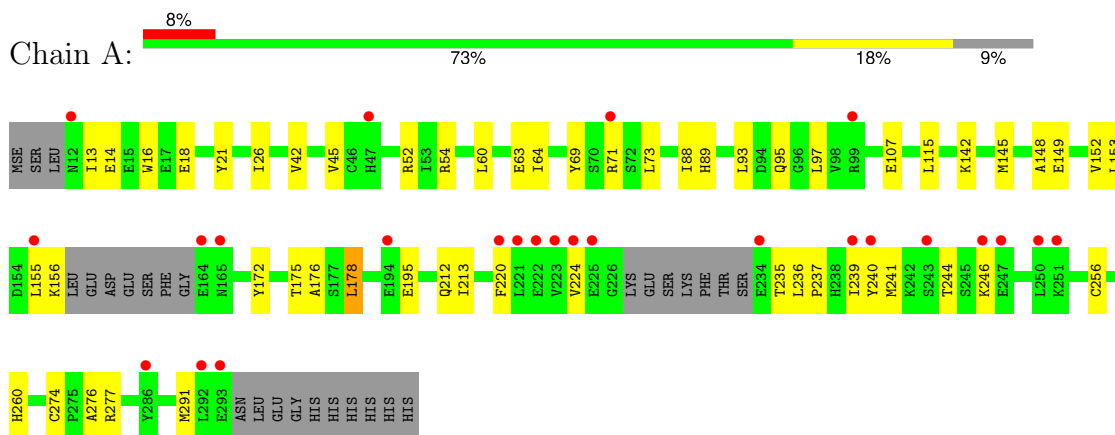 8%
Chain A:
73% 18% 9%
MSE SER LEU N12 I13 E14 E15 W16 E17 E18 Y21 I26 V42 V45 C46 H47 R52 I53 R54 L60 E63 I64 Y69 S70 R71 S72 L73 I88 H89 L93 D94 Q95 G96 L97 V98 R99 E107 L115 K142 M145 A148 E149 V152 L153
D154 L155 K156 LEU GLU ASP GLU SER PHE GLY E164 N165 Y172 T175 A176 S177 L178 E194 E195 Q212 I213 F220 L221 E222 V223 V224 E225 G226 LYS GLU SER LYS PHE THR SER E234 T235 L236 P237 H238 I239 Y240 M241 K242 S243 T244 S245 K246 E247 L250 K251 C256
H260 C274 P275 A276 R277 Y286 M291 L292 E293 ASN LEU GLU GLY HIS HIS HIS HIS HIS HIS